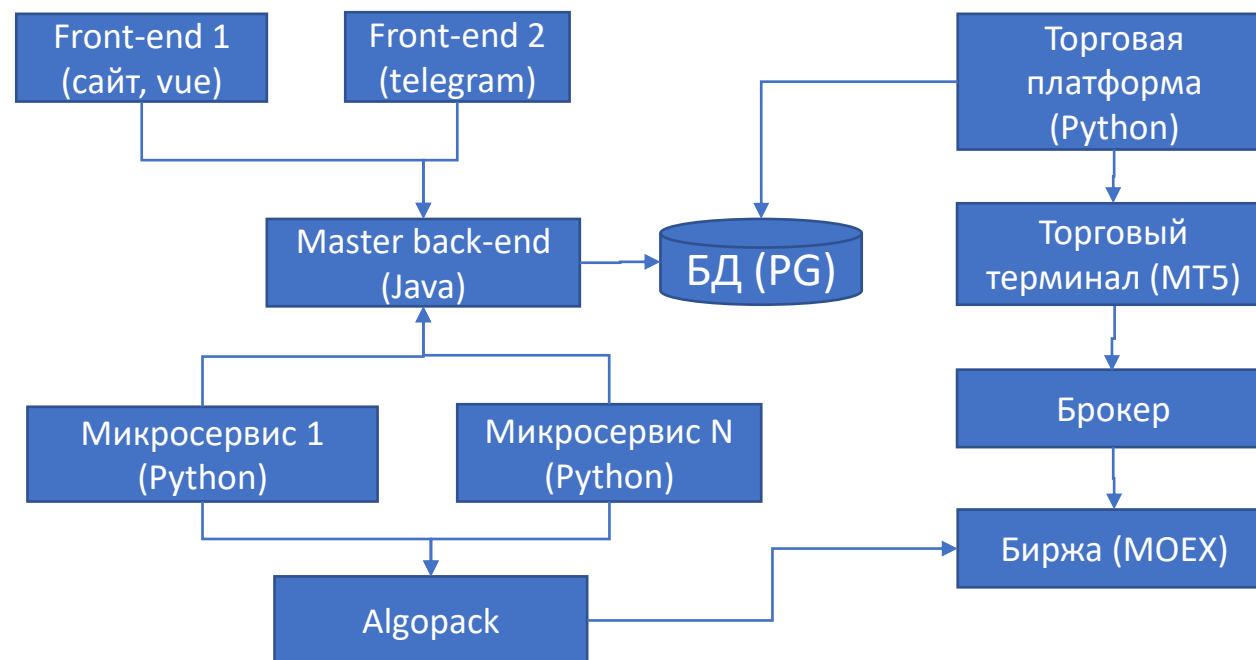 Front-end 1
(сайт, vue)
Front-end 2
(telegram)
Торговая
платформа
(Python)
Master back-end
(Java)
БД (PG)
Торговый
терминал (MT5)
Брокер
Микросервис 1
(Python)
Микросервис N
(Python)
Биржа (MOEX)
Algopack